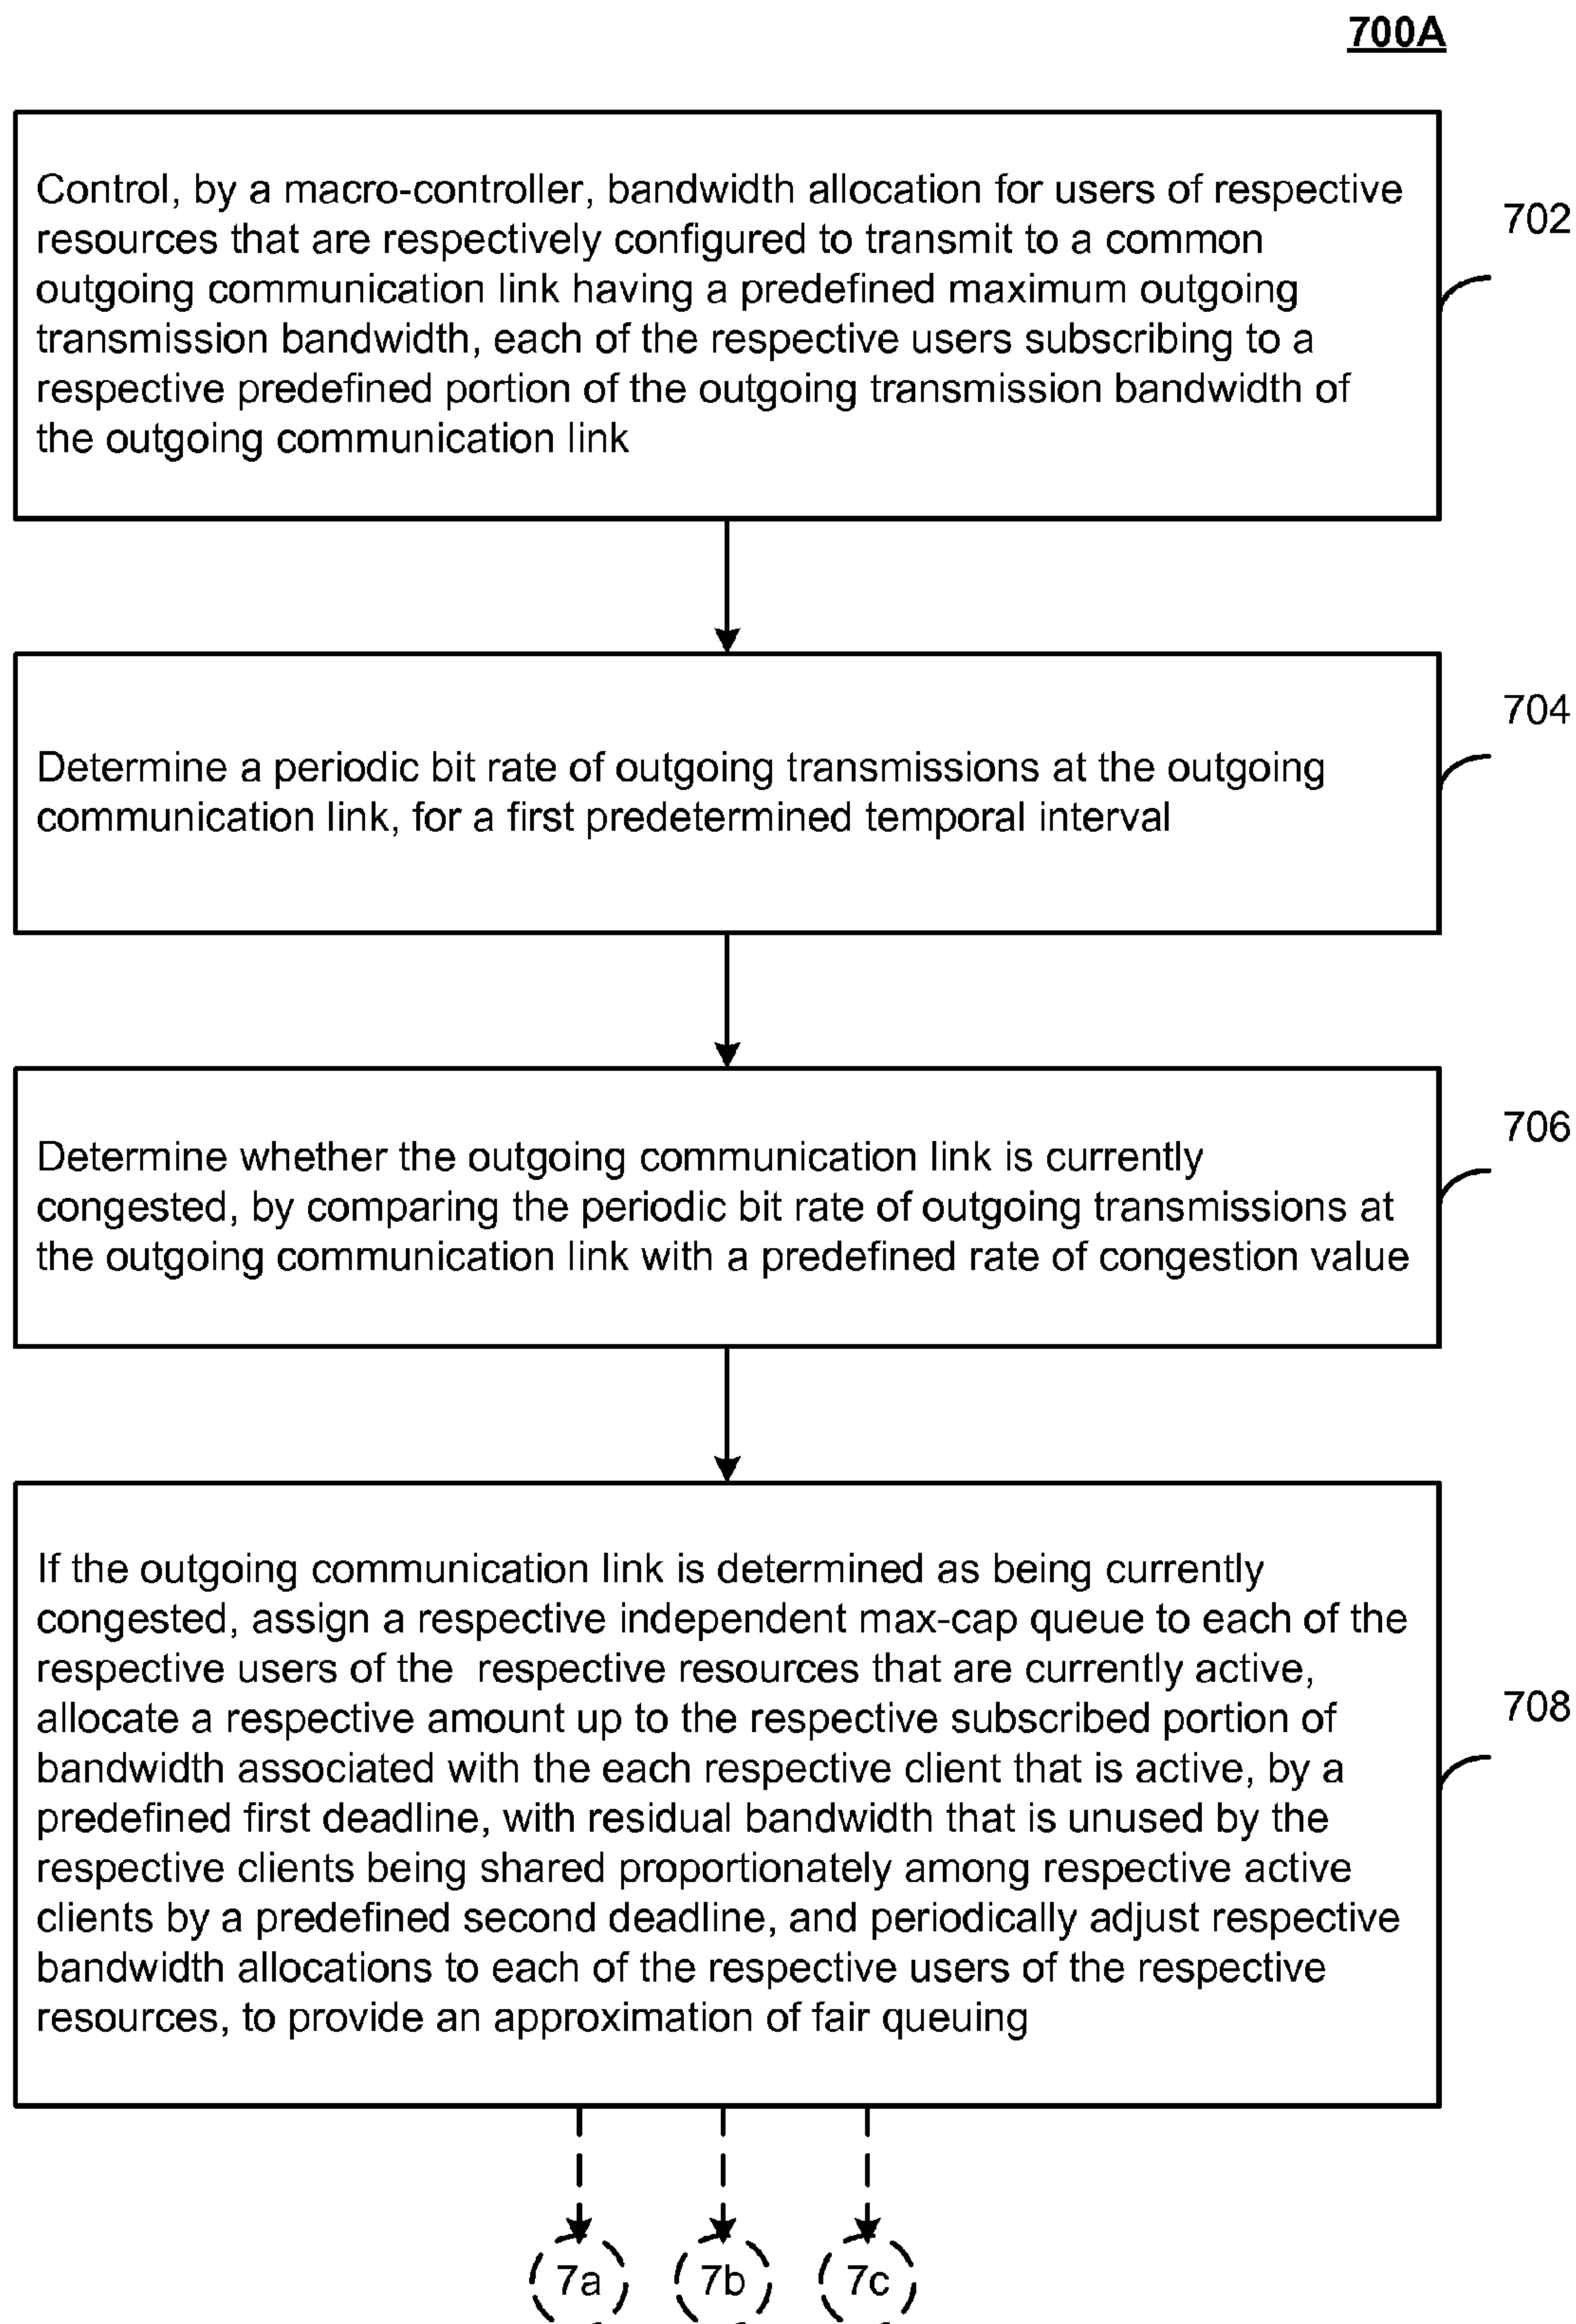 700A
Control, by a macro-controller, bandwidth allocation for users of respective
resources that are respectively configured to transmit to a common
outgoing communication link having a predefined maximum outgoing
transmission bandwidth, each of the respective users subscribing to a
respective predefined portion of the outgoing transmission bandwidth of
the outgoing communication link
702
Determine a periodic bit rate of outgoing transmissions at the outgoing
communication link, for a first predetermined temporal interval
704
Determine whether the outgoing communication link is currently
congested, by comparing the periodic bit rate of outgoing transmissions at
the outgoing communication link with a predefined rate of congestion value
706
If the outgoing communication link is determined as being currently
congested, assign a respective independent max-cap queue to each of the
respective users of the respective resources that are currently active,
allocate a respective amount up to the respective subscribed portion of
bandwidth associated with the each respective client that is active, by a
predefined first deadline, with residual bandwidth that is unused by the
respective clients being shared proportionately among respective active
clients by a predefined second deadline, and periodically adjust respective
bandwidth allocations to each of the respective users of the respective
resources, to provide an approximation of fair queuing
708
7a 7b 7c